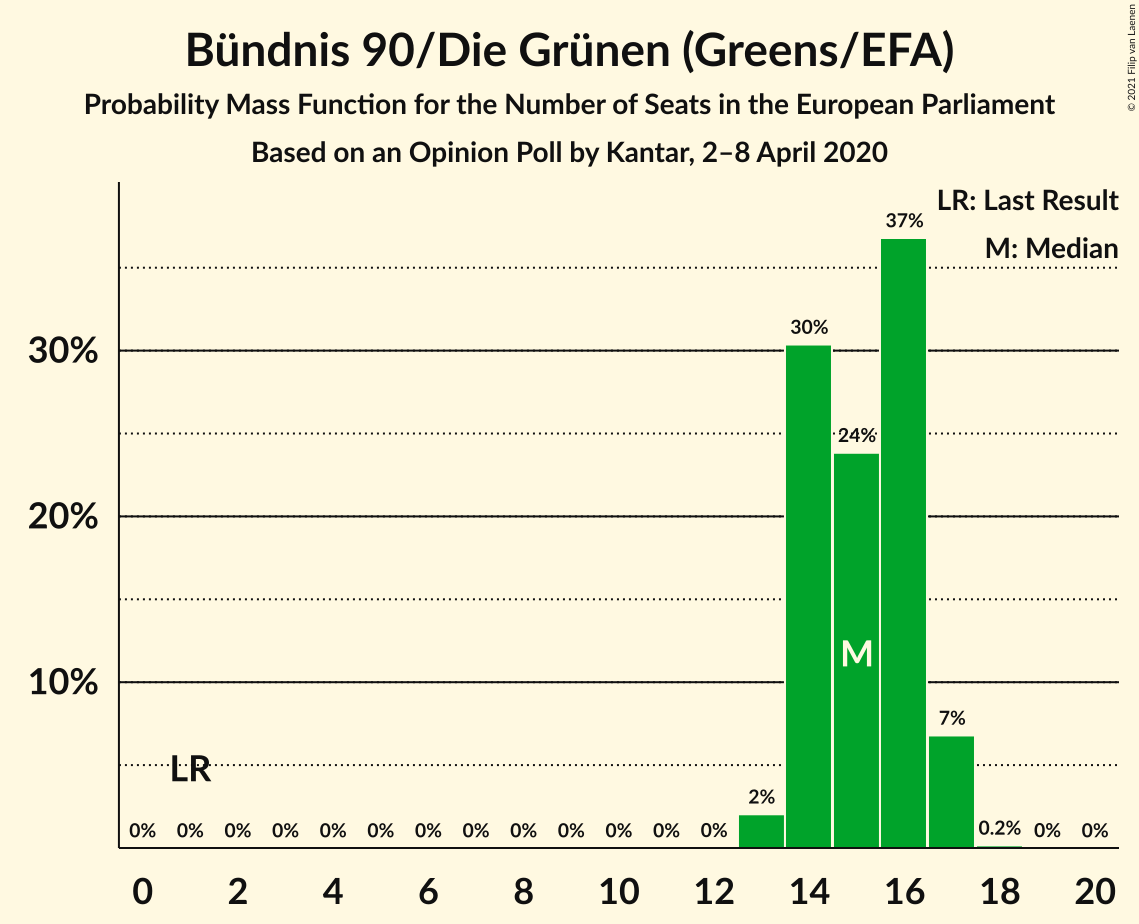 Bündnis 90/Die Grünen (Greens/EFA)
Probability Mass Function for the Number of Seats in the European Parliament
Based on an Opinion Poll by Kantar, 2–8 April 2020
© 2021 Filip van Laenen
LR: Last Result
M: Median
37%
30%
30%
24%
20%
M
10%
7%
LR
2%
0% 0% 0% 0% 0% 0% 0% 0% 0% 0% 0% 0% 0% 0.2% 0% 0%
0 2 4 6 8 10 12 14 16 18 20